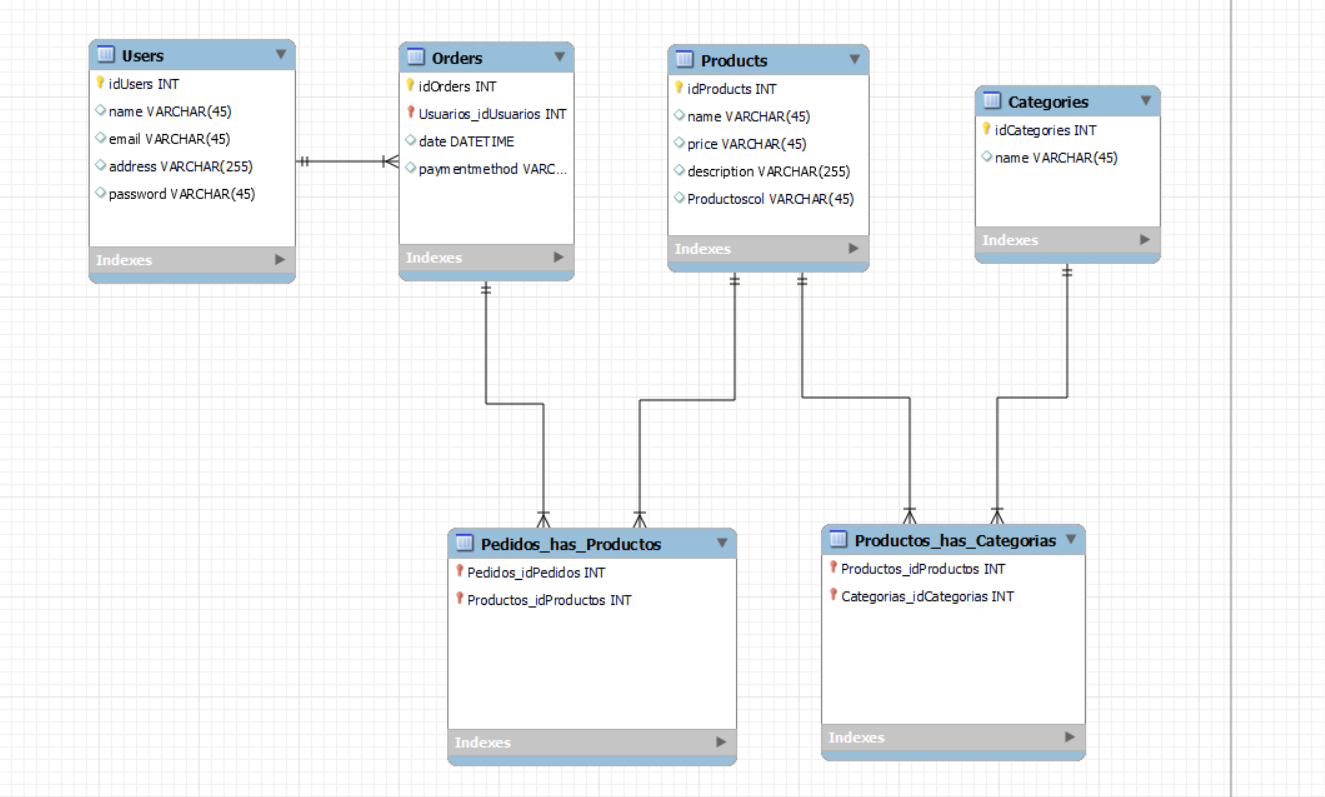 Users
idUsers INT
name VARCHAR(45)
email VARCHAR(45)
address VARCHAR(255)
password VARCHAR(45)
Indexes
Orders
idOrders INT
Usuarios_idUsuarios INT
date DATETIME
paymentmethod VARC...
Indexes
Products
idProducts INT
name VARCHAR(45)
price VARCHAR(45)
description VARCHAR(255)
Productoscol VARCHAR(45)
Indexes
Categories
idCategories INT
name VARCHAR(45)
Indexes
Pedidos_has_Productos
Pedidos_idPedidos INT
Productos_idProductos INT
Indexes
Productos_has_Categorias
Productos_idProductos INT
Categorias_idCategorias INT
Indexes